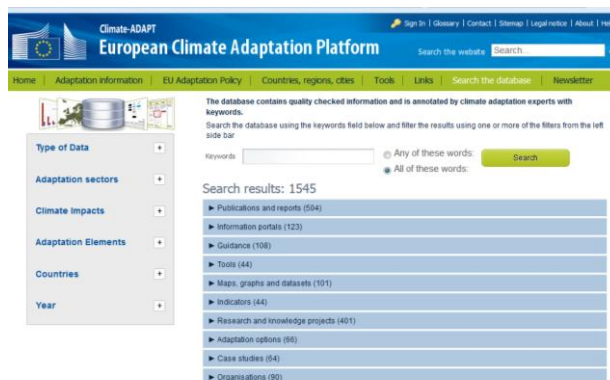 Climate-ADAPT
European Climate Adaptation Platform
Sign In | Glossary | Contact | Sitemap | Legal notice | About | Hel
Search the website Search...
Home | Adaptation information | EU Adaptation Policy | Countries, regions, cities | Tools | Links | Search the database | Newsletter
The database contains quality checked information and is annotated by climate adaptation experts with
keywords.
Search the database using the keywords field below and filter the results using one or more of the filters from the left
side bar
Keywords
Any of these words:
All of these words:
Search
Type of Data +
Adaptation sectors +
Climate Impacts +
Adaptation Elements +
Countries +
Year +
Search results: 1545
► Publications and reports (504)
► Information portals (123)
► Guidance (108)
► Tools (44)
► Maps, graphs and datasets (101)
► Indicators (44)
► Research and knowledge projects (401)
► Adaptation options (66)
► Case studies (64)
► Organisations (90)